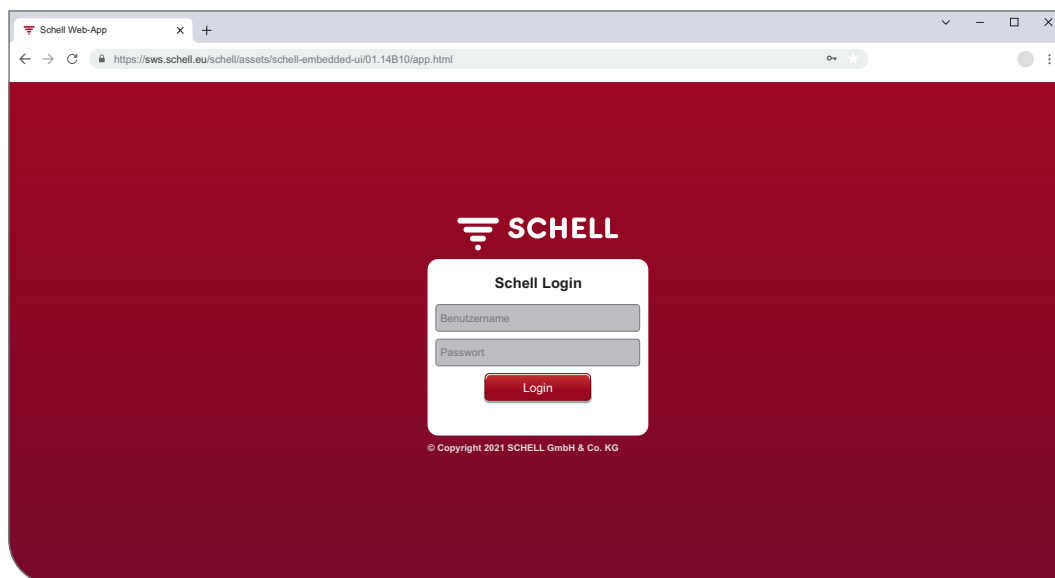 Schell Web-App
https://sws.schell.eu/schell/assets/schell-embedded-ui/01.14B10/app.html
SCHELL
Schell Login
Benutzername
Passwort
Login
© Copyright 2021 SCHELL GmbH & Co. KG